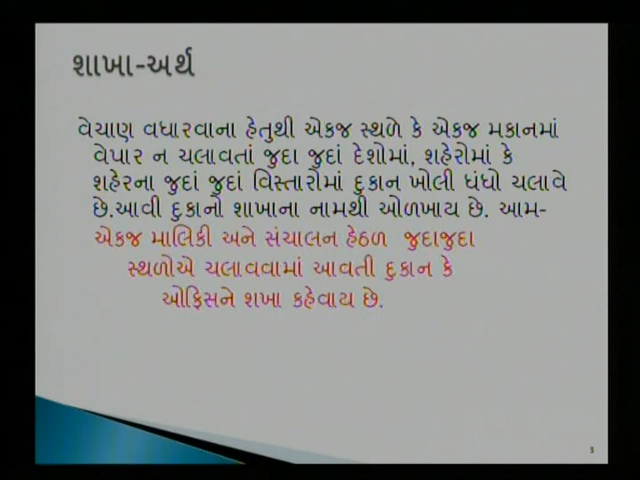 શાખા-અર્થ
વેચાણ વધારવાના હેતુથી એકજ સ્થળે કે એકજ મકાનમાં
વેપાર ન ચલાવતાં જુદા જુદાં દેશોમાં, શહેરોમાં કે
શહેરના જુદાં જુદાં વિસ્તારોમાં દુકાન ખોલી ધંધો ચલાવે
છે.આવી દુકાનો શાખાના નામથી ઓળખાય છે. આમ-
એકજ માલિકી અને સંચાલન હેઠળ જુદાજુદા
સ્થળોએ ચલાવવામાં આવતી દુકાન કે
ઓફિસને શખા કહેવાય છે.
3